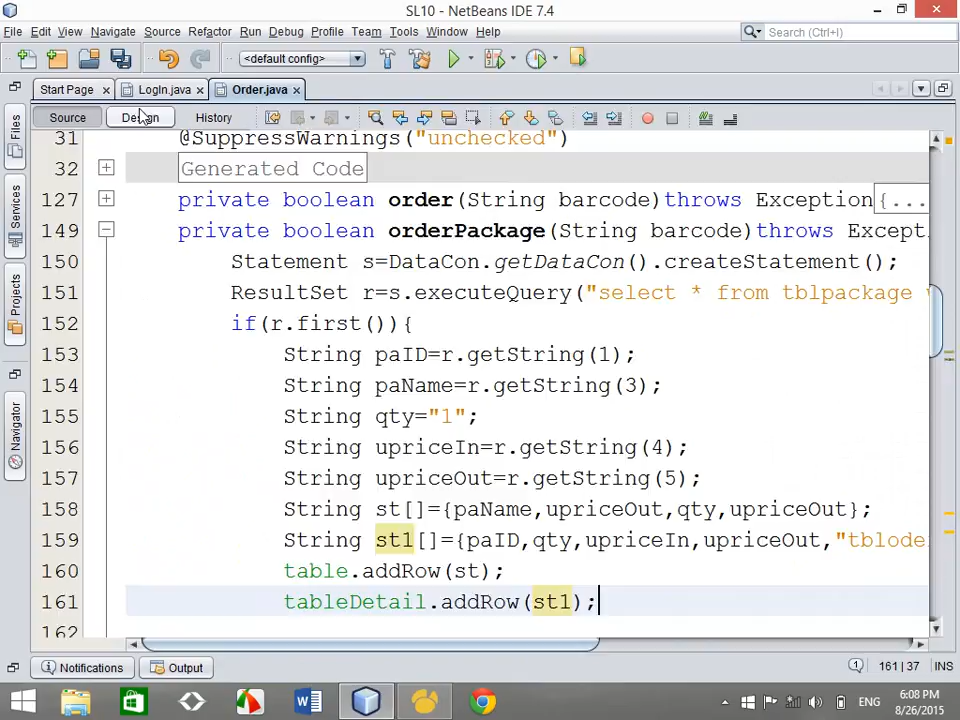 SL10 - NetBeans IDE 7.4
File Edit View Navigate Source Refactor Run Debug Profile Team Tools Window Help
Search (Ctrl+I)
<default config>
Start Page LogIn.java Order.java
Source Design History
Files
Services
Projects
Navigator
31 @SuppressWarnings("unchecked")
32 Generated Code
127 private boolean order(String barcode)throws Exception{...
149 private boolean orderPackage(String barcode)throws Except
150 Statement s=DataCon.getDataCon().createStatement();
151 ResultSet r=s.executeQuery("select * from tblpackage
152 if(r.first()){
153 String paID=r.getString(1);
154 String paName=r.getString(3);
155 String qty="1";
156 String upriceIn=r.getString(4);
157 String upriceOut=r.getString(5);
158 String st[]={paName,upriceOut,qty,upriceOut};
159 String st1[]={paID,qty,upriceIn,upriceOut,"tblode
160 table.addRow(st);
161 tableDetail.addRow(st1);
162
Notifications Output
1 161|37 INS
ENG 6:08 PM
8/26/2015